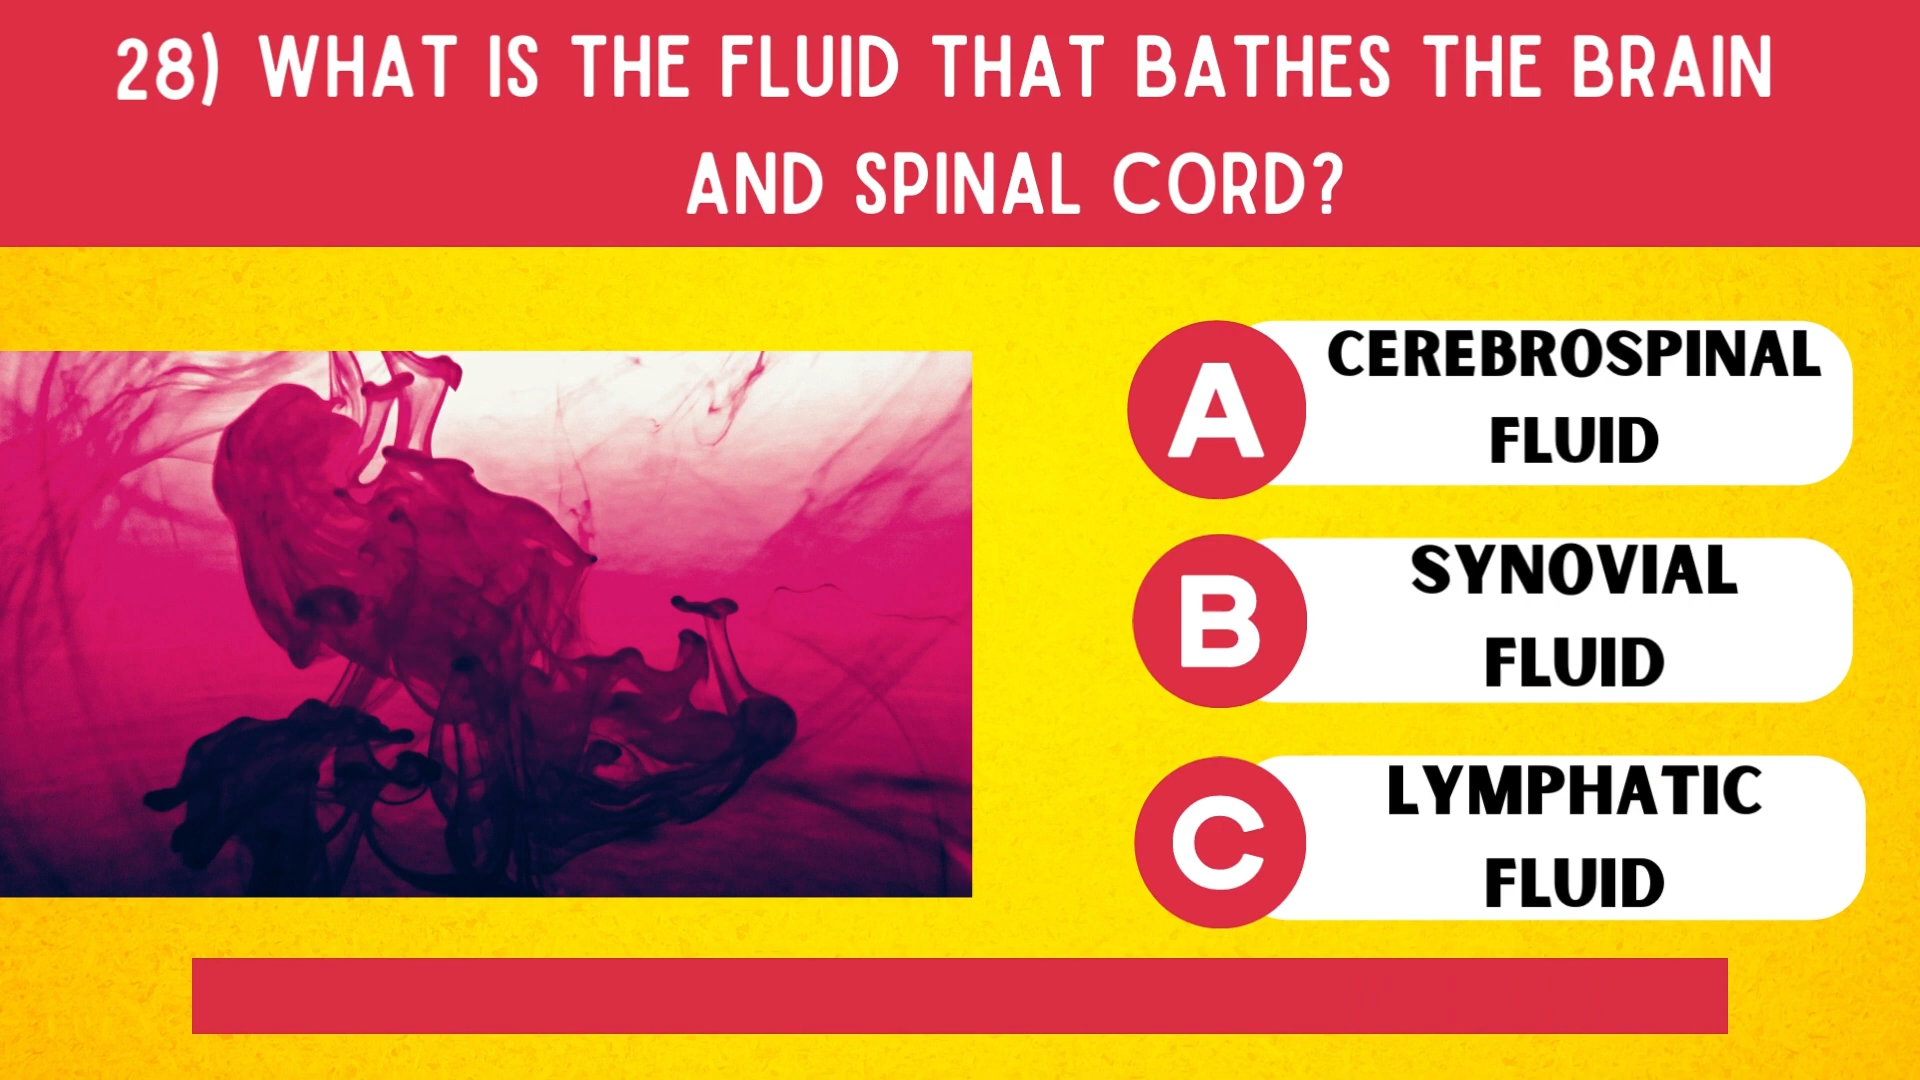 28) WHAT IS THE FLUID THAT BATHES THE BRAIN
AND SPINAL CORD?
A
CEREBROSPINAL
FLUID
B
SYNOVIAL
FLUID
C
LYMPHATIC
FLUID